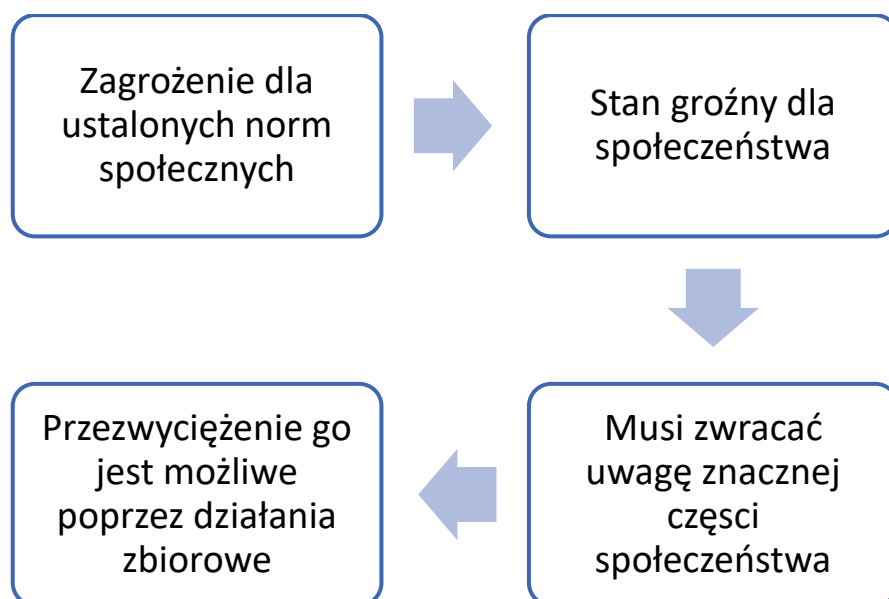 Zagrożenie dla
ustalonych norm
społecznych
Stan groźny dla
społeczeństwa
Musi zwracać
uwagę znacznej
częsci
społeczeństwa
Przezwyciężenie go
jest możliwe
poprzez działania
zbiorowe